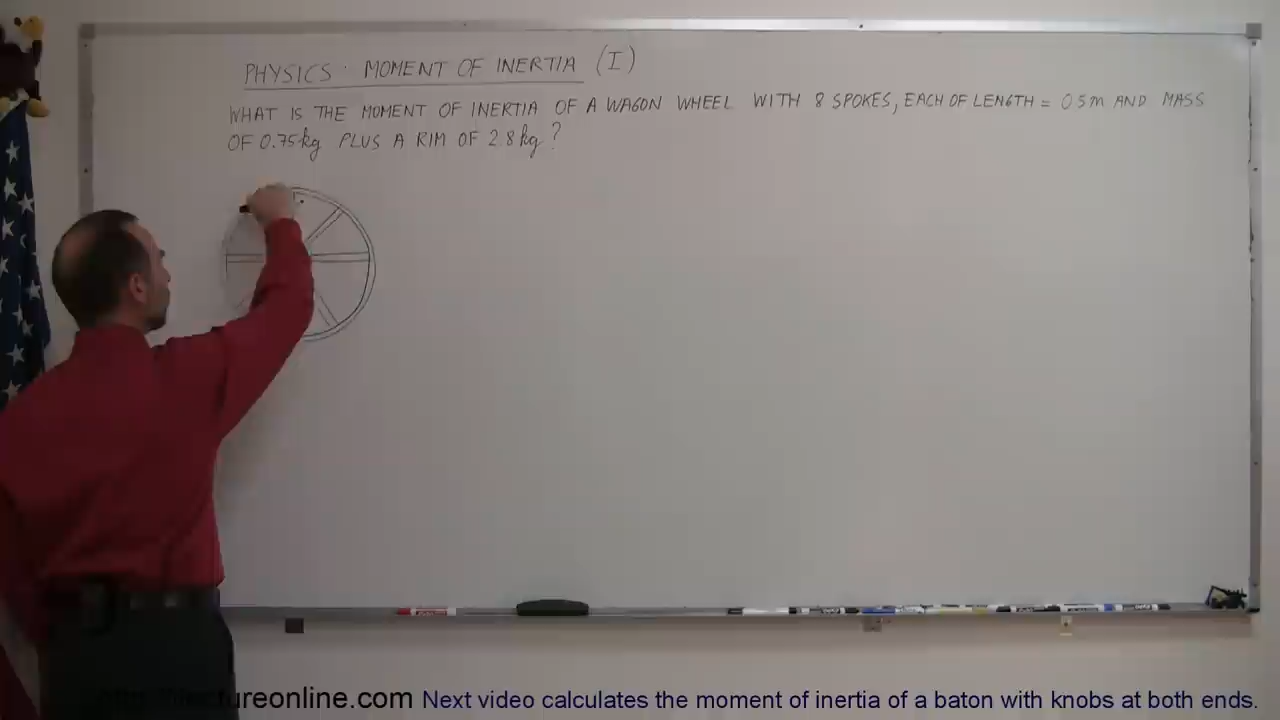 PHYSICS · MOMENT OF INERTIA (I)
WHAT IS THE MOMENT OF INERTIA OF A WAGON WHEEL WITH 8 SPOKES, EACH OF LENGTH = 0.5m AND MASS
OF 0.75kg PLUS A RIM OF 2.8kg?
lectureonline.com Next video calculates the moment of inertia of a baton with knobs at both ends.